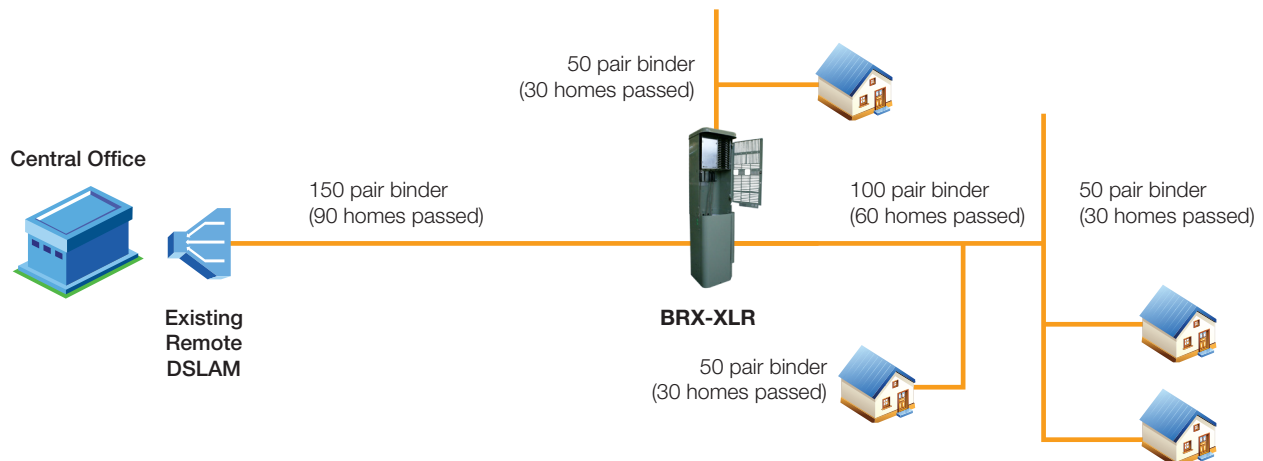 50 pair binder
(30 homes passed)
Central Office
150 pair binder
(90 homes passed)
100 pair binder
(60 homes passed)
50 pair binder
(30 homes passed)
Existing
Remote
DSLAM
BRX-XLR
50 pair binder
(30 homes passed)